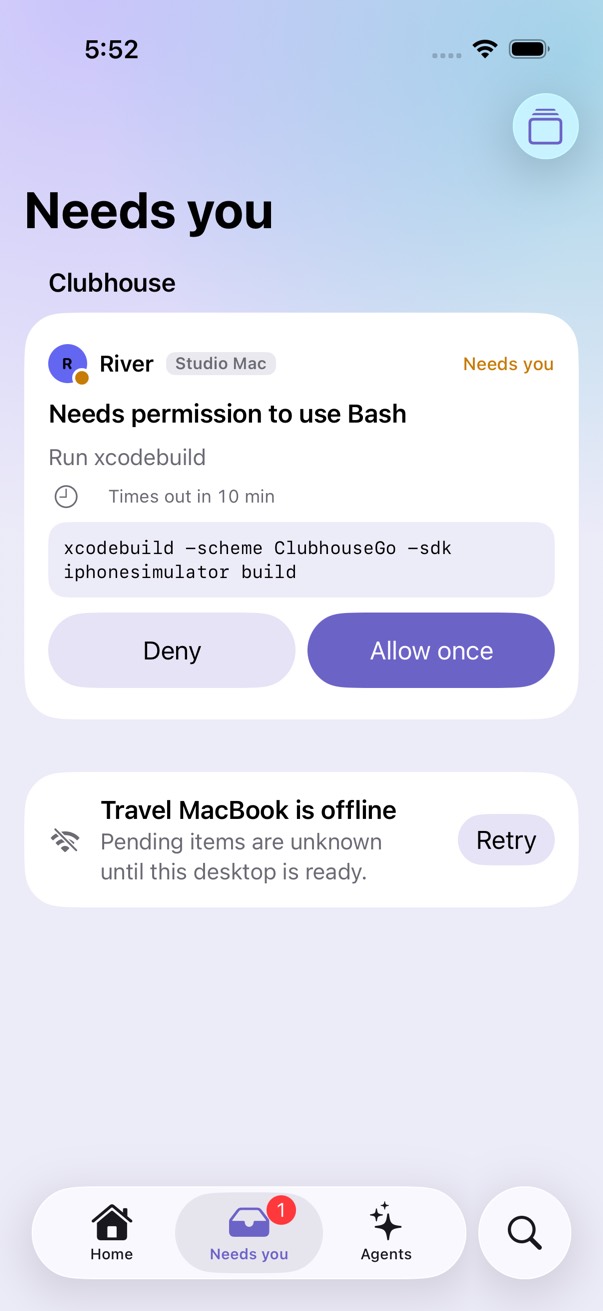 5:52
Needs you
Clubhouse
R River Studio Mac Needs you
Needs permission to use Bash
Run xcodebuild
Times out in 10 min
xcodebuild -scheme ClubhouseGo -sdk
iphonesimulator build
Deny Allow once
Travel MacBook is offline
Pending items are unknown
until this desktop is ready.
Retry
1
Home Needs you Agents